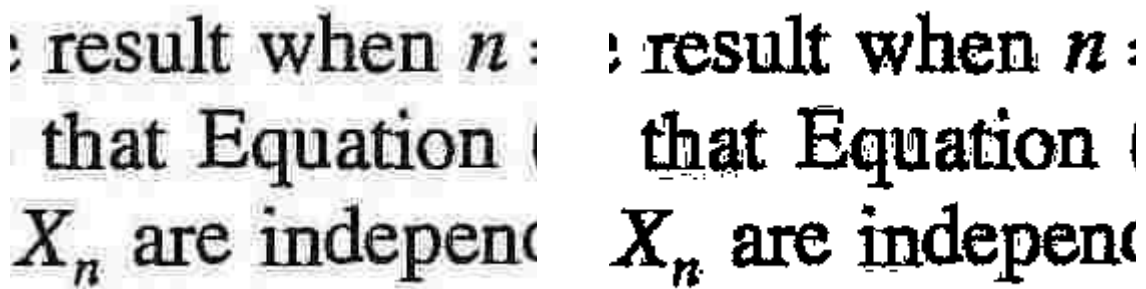 result when n
that Equation (
Xₙ are indepen
result when n
that Equation (
Xₙ are indepen